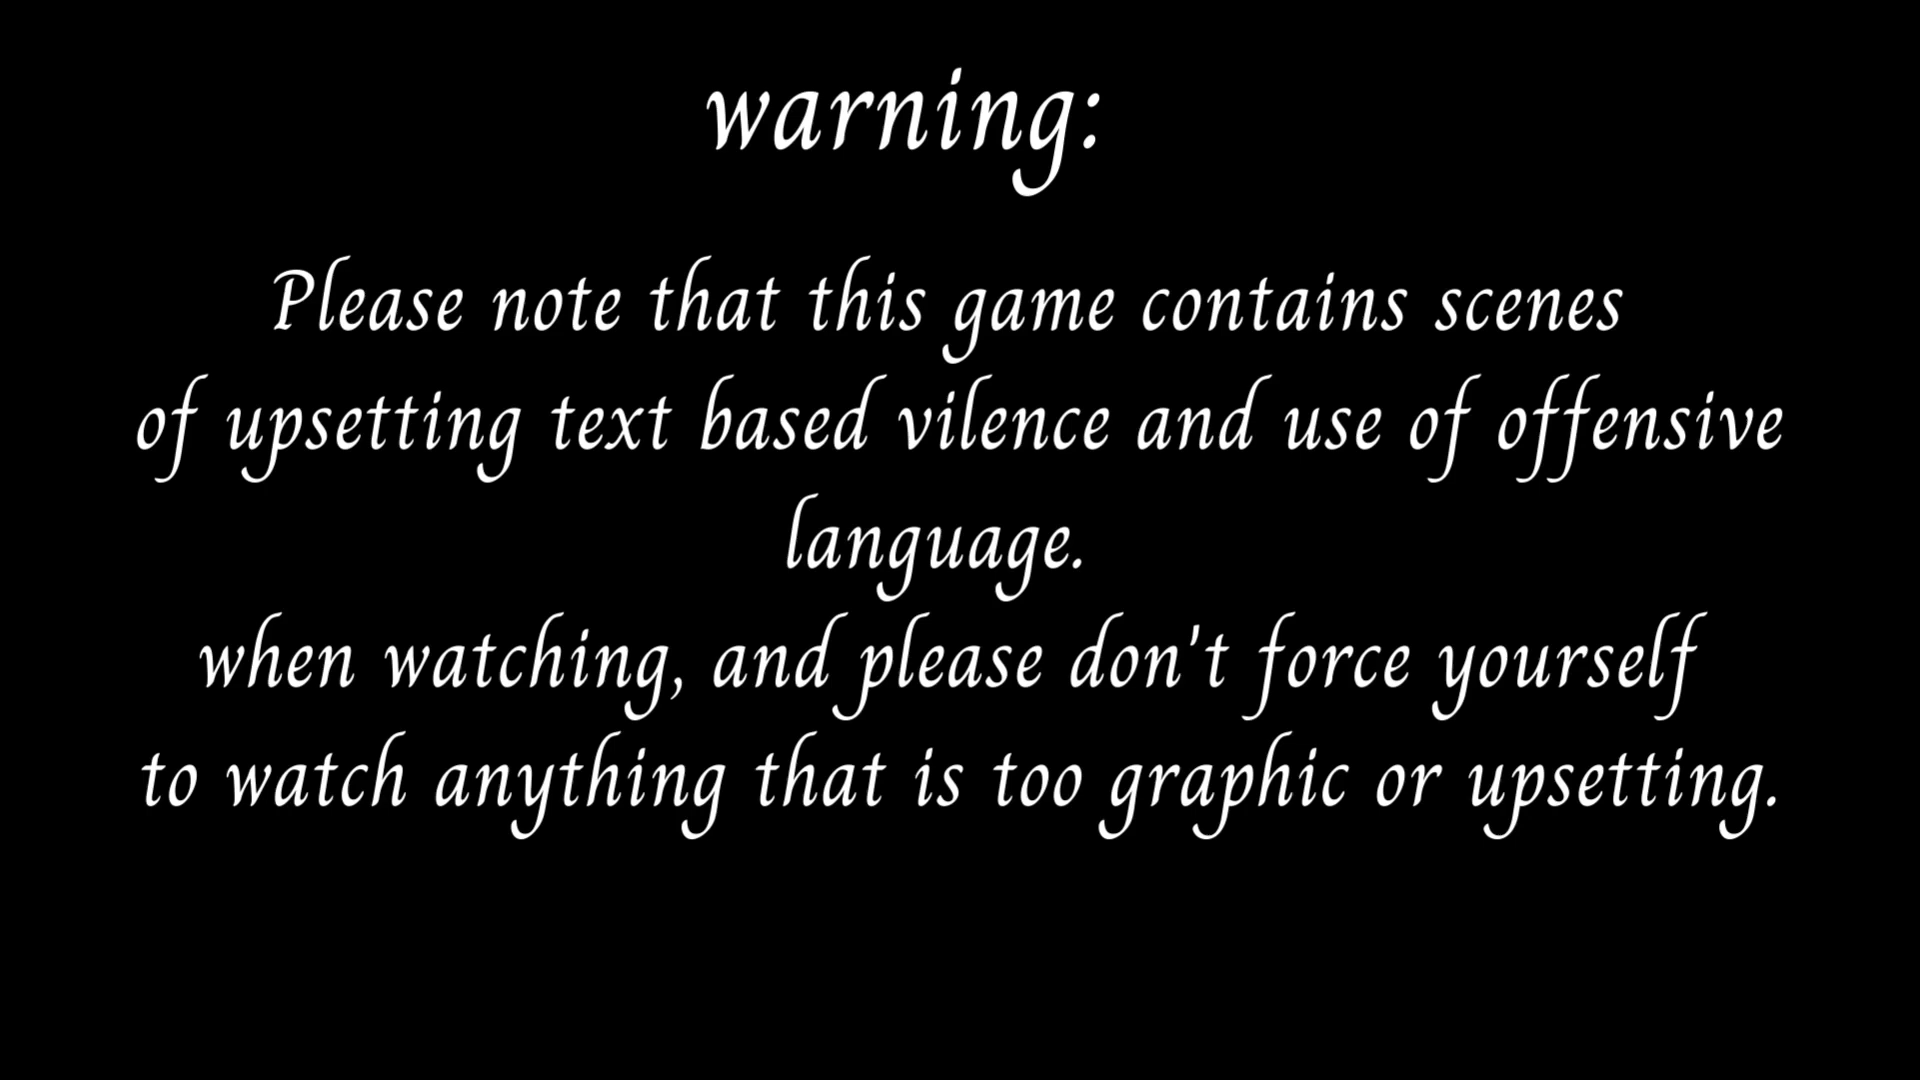 warning:
Please note that this game contains scenes
of upsetting text based vilence and use of offensive
language.
when watching, and please don't force yourself
to watch anything that is too graphic or upsetting.